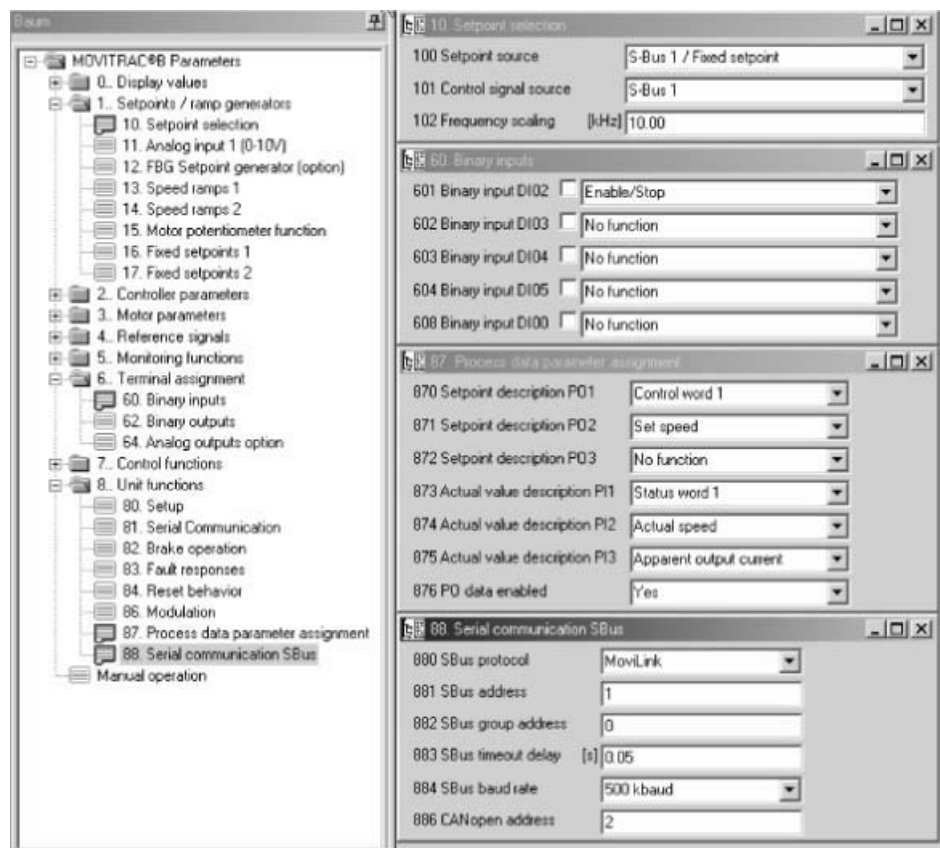 Baum
MOVITRAC®B Parameters
0.. Display values
1.. Setpoints / ramp generators
10. Setpoint selection
11. Analog input 1 (0-10V)
12. FBG Setpoint generator (option)
13. Speed ramps 1
14. Speed ramps 2
15. Motor potentiometer function
16. Fixed setpoints 1
17. Fixed setpoints 2
2.. Controller parameters
3.. Motor parameters
4.. Reference signals
5.. Monitoring functions
6.. Terminal assignment
60. Binary inputs
62. Binary outputs
64. Analog outputs option
7.. Control functions
8.. Unit functions
80. Setup
81. Serial Communication
82. Brake operation
83. Fault responses
84. Reset behavior
86. Modulation
87. Process data parameter assignment
88. Serial communication SBus
Manual operation
10. Setpoint selection
100 Setpoint source S-Bus 1 / Fixed setpoint
101 Control signal source S-Bus 1
102 Frequency scaling [kHz] 10.00
60. Binary inputs
601 Binary input DI02 Enable/Stop
602 Binary input DI03 No function
603 Binary input DI04 No function
604 Binary input DI05 No function
608 Binary input DI00 No function
87. Process data parameter assignment
870 Setpoint description PO1 Control word 1
871 Setpoint description PO2 Set speed
872 Setpoint description PO3 No function
873 Actual value description PI1 Status word 1
874 Actual value description PI2 Actual speed
875 Actual value description PI3 Apparent output current
876 PO data enabled Yes
88. Serial communication SBus
880 SBus protocol MoviLink
881 SBus address 1
882 SBus group address 0
883 SBus timeout delay [s] 0.05
884 SBus baud rate 500 kbaud
886 CANopen address 2